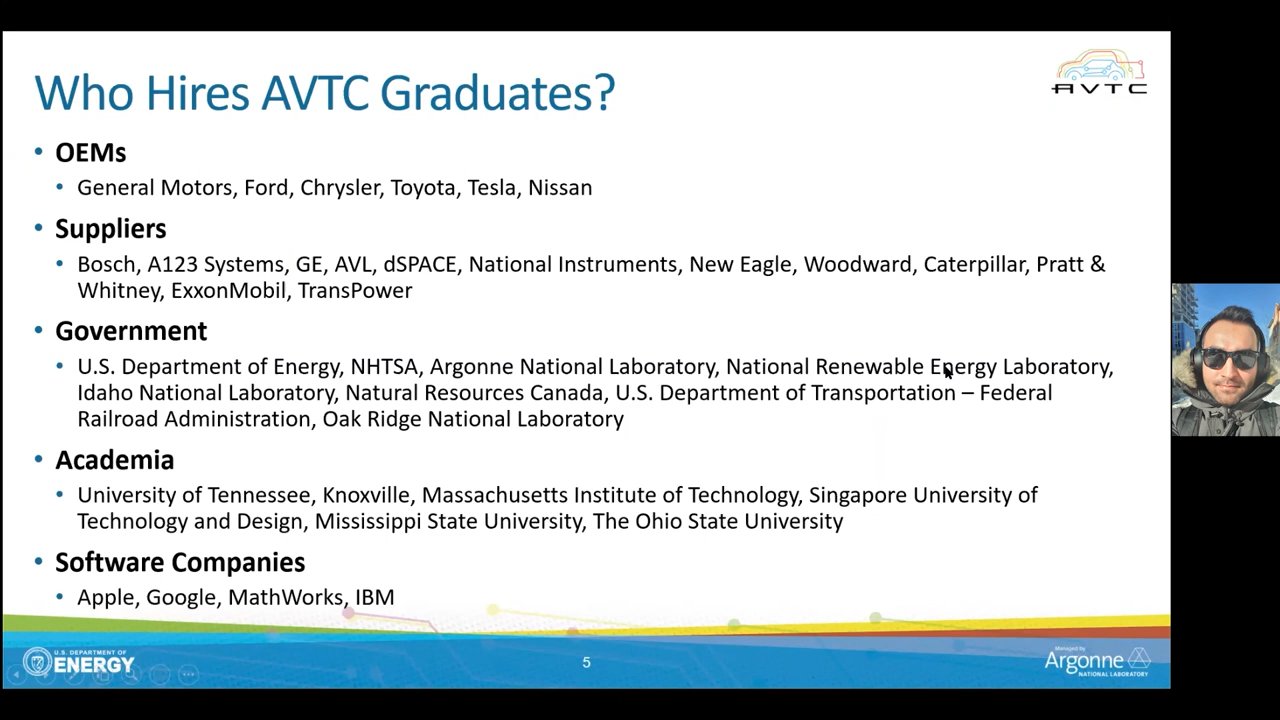 Who Hires AVTC Graduates?
AVTC
• OEMs
• General Motors, Ford, Chrysler, Toyota, Tesla, Nissan
• Suppliers
• Bosch, A123 Systems, GE, AVL, dSPACE, National Instruments, New Eagle, Woodward, Caterpillar, Pratt &
Whitney, ExxonMobil, TransPower
• Government
• U.S. Department of Energy, NHTSA, Argonne National Laboratory, National Renewable Energy Laboratory,
Idaho National Laboratory, Natural Resources Canada, U.S. Department of Transportation – Federal
Railroad Administration, Oak Ridge National Laboratory
• Academia
• University of Tennessee, Knoxville, Massachusetts Institute of Technology, Singapore University of
Technology and Design, Mississippi State University, The Ohio State University
• Software Companies
• Apple, Google, MathWorks, IBM
U.S. DEPARTMENT OF
ENERGY
5
Managed by
Argonne
NATIONAL LABORATORY